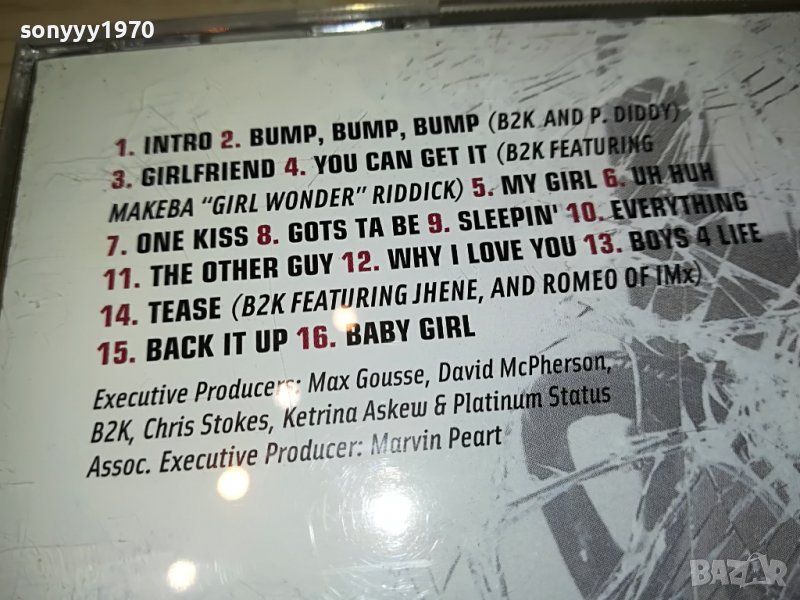 sonyyy1970
1. INTRO 2. BUMP, BUMP, BUMP (B2K AND P. DIDDY)
3. GIRLFRIEND 4. YOU CAN GET IT (B2K FEATURING
MAKEBA "GIRL WONDER" RIDDICK) 5. MY GIRL 6. UH HUH
7. ONE KISS 8. GOTS TA BE 9. SLEEPIN' 10. EVERYTHING
11. THE OTHER GUY 12. WHY I LOVE YOU 13. BOYS 4 LIFE
14. TEASE (B2K FEATURING JHENE, AND ROMEO OF IMx)
15. BACK IT UP 16. BABY GIRL
Executive Producers: Max Gousse, David McPherson,
B2K, Chris Stokes, Ketrina Askew & Platinum Status
Assoc. Executive Producer: Marvin Peart
BAZAR